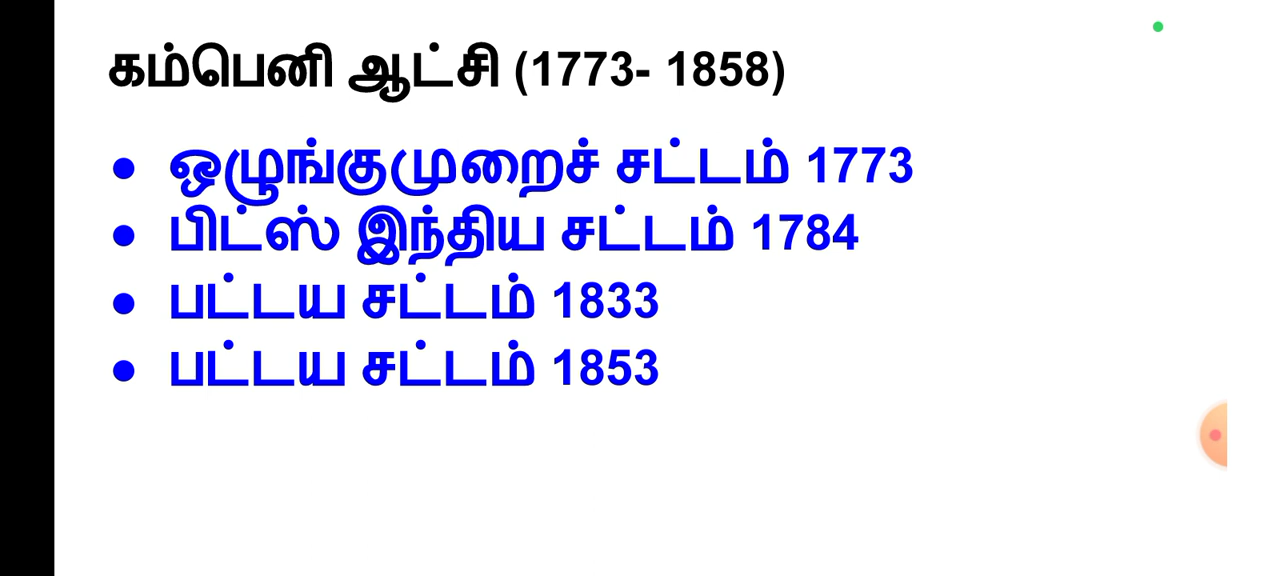 கம்பெனி ஆட்சி (1773- 1858)
● ஒழுங்குமுறைச் சட்டம் 1773
● பிட்ஸ் இந்திய சட்டம் 1784
● பட்டய சட்டம் 1833
● பட்டய சட்டம் 1853